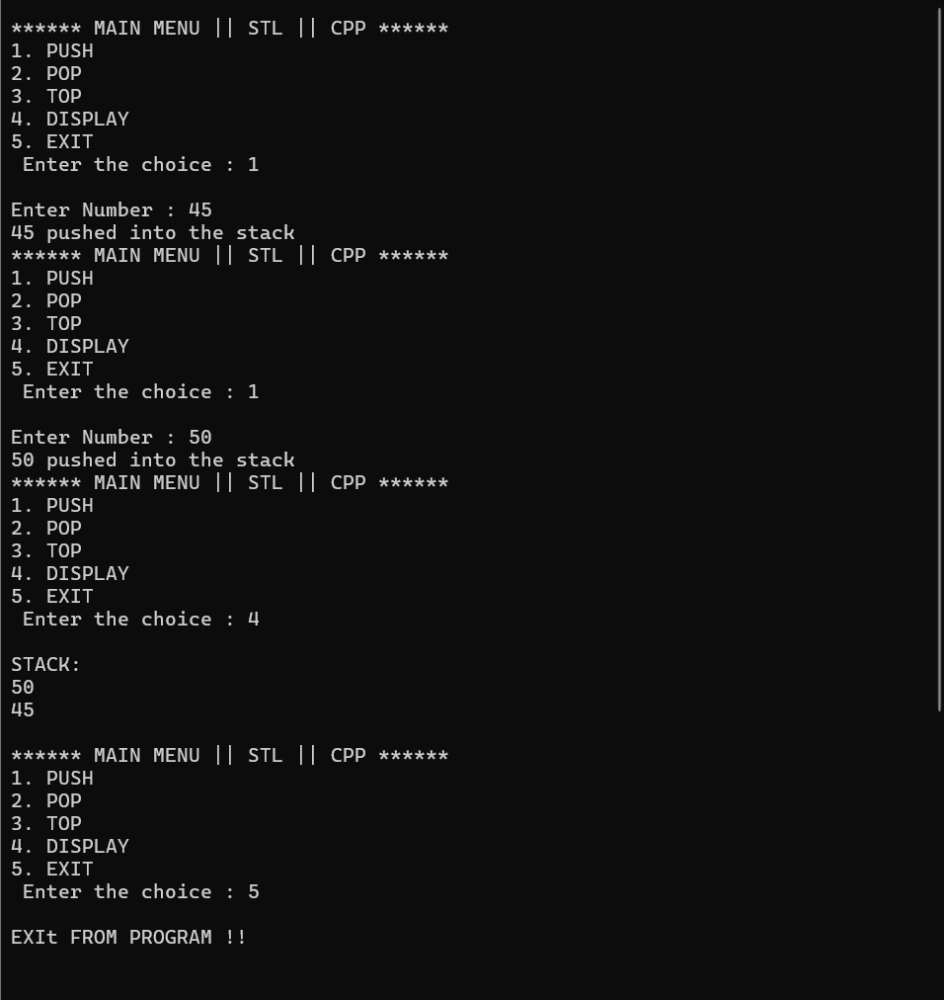 ****** MAIN MENU || STL || CPP ******
1. PUSH
2. POP
3. TOP
4. DISPLAY
5. EXIT
 Enter the choice : 1

Enter Number : 45
45 pushed into the stack
****** MAIN MENU || STL || CPP ******
1. PUSH
2. POP
3. TOP
4. DISPLAY
5. EXIT
 Enter the choice : 1

Enter Number : 50
50 pushed into the stack
****** MAIN MENU || STL || CPP ******
1. PUSH
2. POP
3. TOP
4. DISPLAY
5. EXIT
 Enter the choice : 4

STACK:
50
45

****** MAIN MENU || STL || CPP ******
1. PUSH
2. POP
3. TOP
4. DISPLAY
5. EXIT
 Enter the choice : 5

EXIt FROM PROGRAM !!